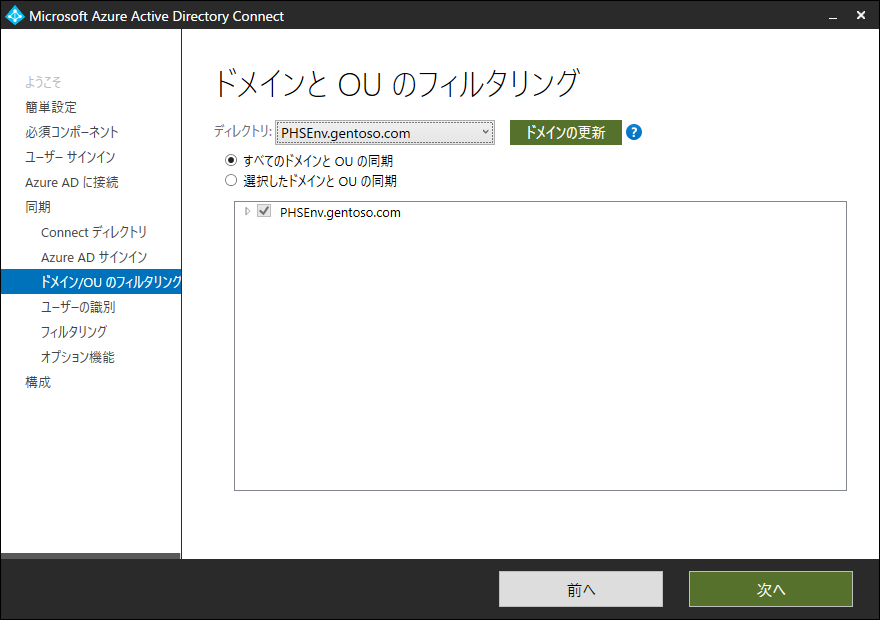 Microsoft Azure Active Directory Connect
ようこそ
簡単設定
必須コンポーネント
ユーザー サインイン
Azure AD に接続
同期
Connect ディレクトリ
Azure AD サインイン
ドメイン/OU のフィルタリング
ユーザーの識別
フィルタリング
オプション機能
構成
ドメインと OU のフィルタリング
ディレクトリ: PHSEnv.gentoso.com ドメインの更新 ?
すべてのドメインと OU の同期
選択したドメインと OU の同期
PHSEnv.gentoso.com
前へ 次へ